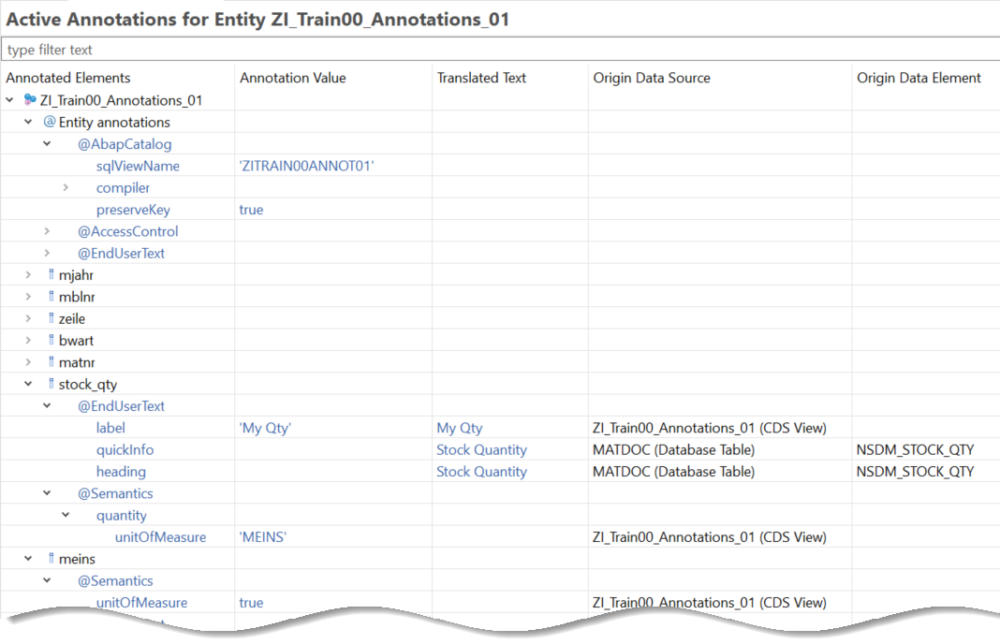 Active Annotations for Entity ZI_Train00_Annotations_01
type filter text
Annotated Elements Annotation Value Translated Text Origin Data Source Origin Data Element
ZI_Train00_Annotations_01
@ Entity annotations
@AbapCatalog
sqlViewName 'ZITRAIN00ANNOT01'
compiler
preserveKey true
@AccessControl
@EndUserText
mjahr
mblnr
zeile
bwart
matnr
stock_qty
@EndUserText
label 'My Qty' My Qty ZI_Train00_Annotations_01 (CDS View)
quickInfo Stock Quantity MATDOC (Database Table) NSDM_STOCK_QTY
heading Stock Quantity MATDOC (Database Table) NSDM_STOCK_QTY
@Semantics
quantity
unitOfMeasure 'MEINS' ZI_Train00_Annotations_01 (CDS View)
meins
@Semantics
unitOfMeasure true ZI_Train00_Annotations_01 (CDS View)